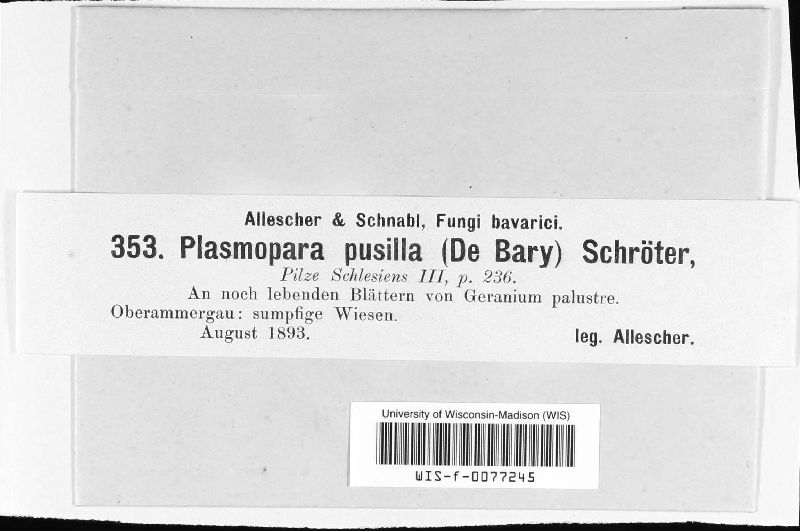 Allescher & Schnabl, Fungi bavarici.
353. Plasmopara pusilla (De Bary) Schröter,
Pilze Schlesiens III, p. 236.
An noch lebenden Blättern von Geranium palustre.
Oberammergau: sumpfige Wiesen.
August 1893. leg. Allescher.
University of Wisconsin-Madison (WIS)
WIS-f-0077245